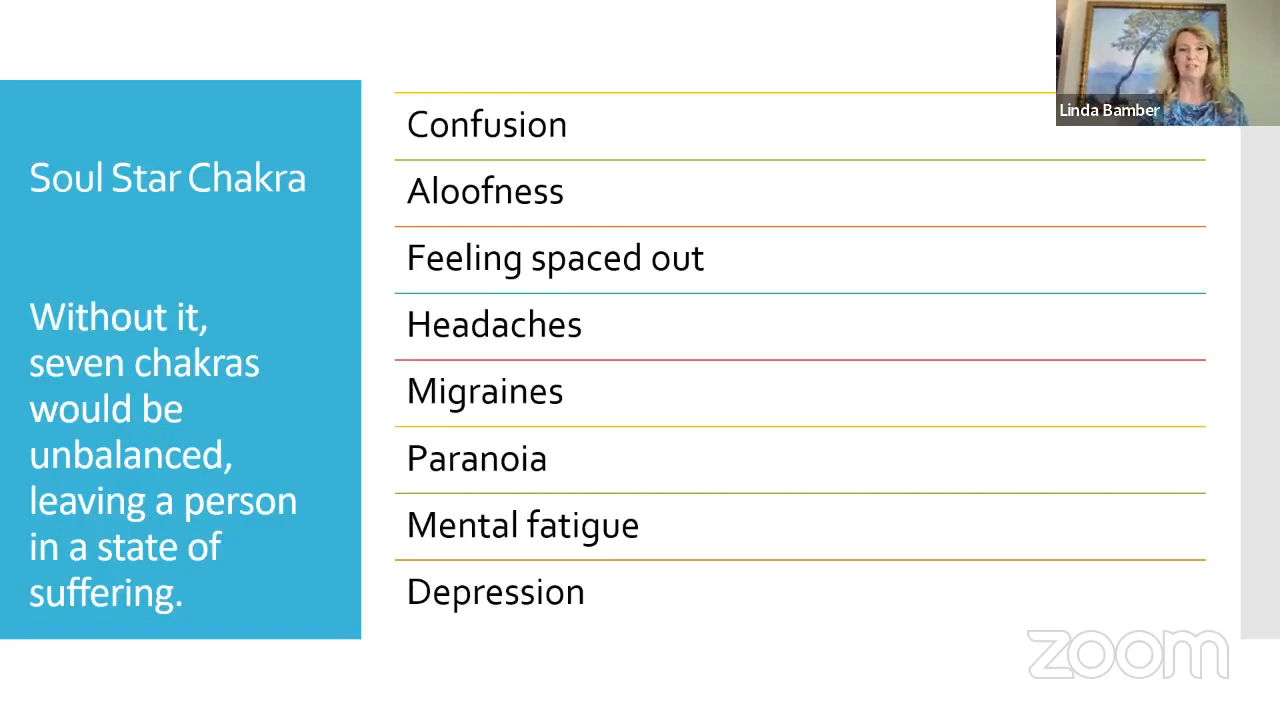 Soul Star Chakra
Without it,
seven chakras
would be
unbalanced,
leaving a person
in a state of
suffering.
Confusion
Aloofness
Feeling spaced out
Headaches
Migraines
Paranoia
Mental fatigue
Depression
Linda Bamber
zoom